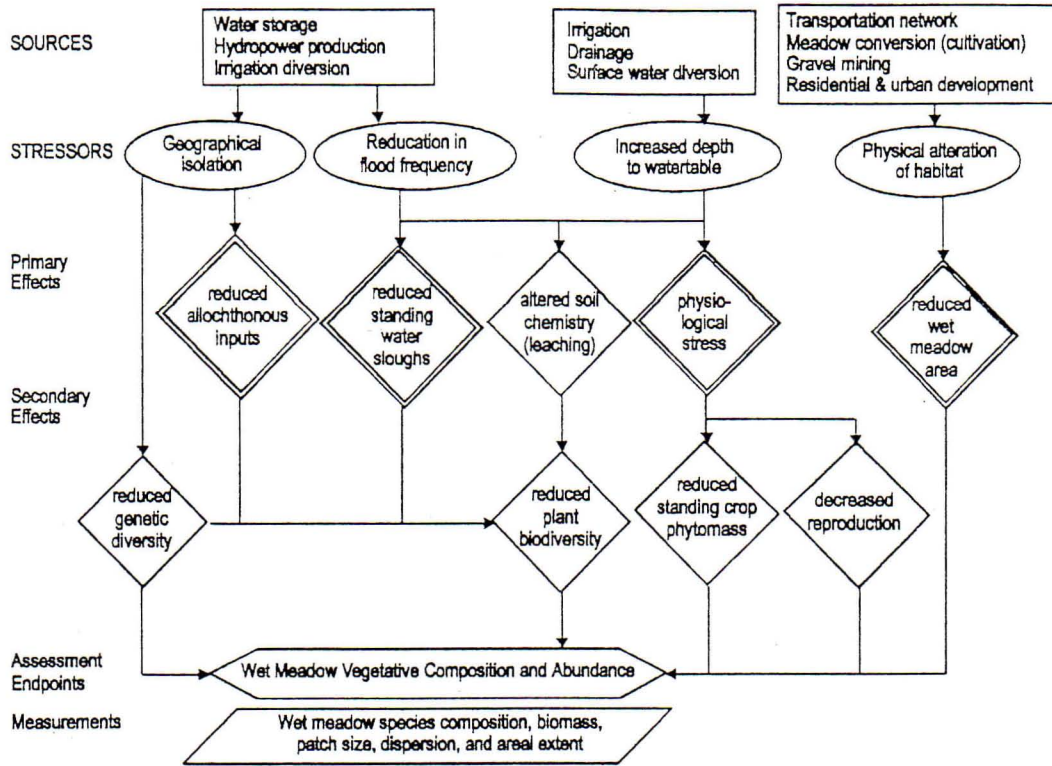 SOURCES
Water storage
Hydropower production
Irrigation diversion
Irrigation
Drainage
Surface water diversion
Transportation network
Meadow conversion (cultivation)
Gravel mining
Residential & urban development
STRESSORS
Geographical
isolation
Reducation in
flood frequency
Increased depth
to watertable
Physical alteration
of habitat
Primary
Effects
reduced
allochthonous
inputs
reduced
standing
water
sloughs
altered soil
chemistry
(leaching)
physio-
logical
stress
reduced
wet
meadow
area
Secondary
Effects
reduced
genetic
diversity
reduced
plant
biodiversity
reduced
standing crop
phytomass
decreased
reproduction
Assessment
Endpoints
Wet Meadow Vegetative Composition and Abundance
Measurements
Wet meadow species composition, biomass,
patch size, dispersion, and areal extent